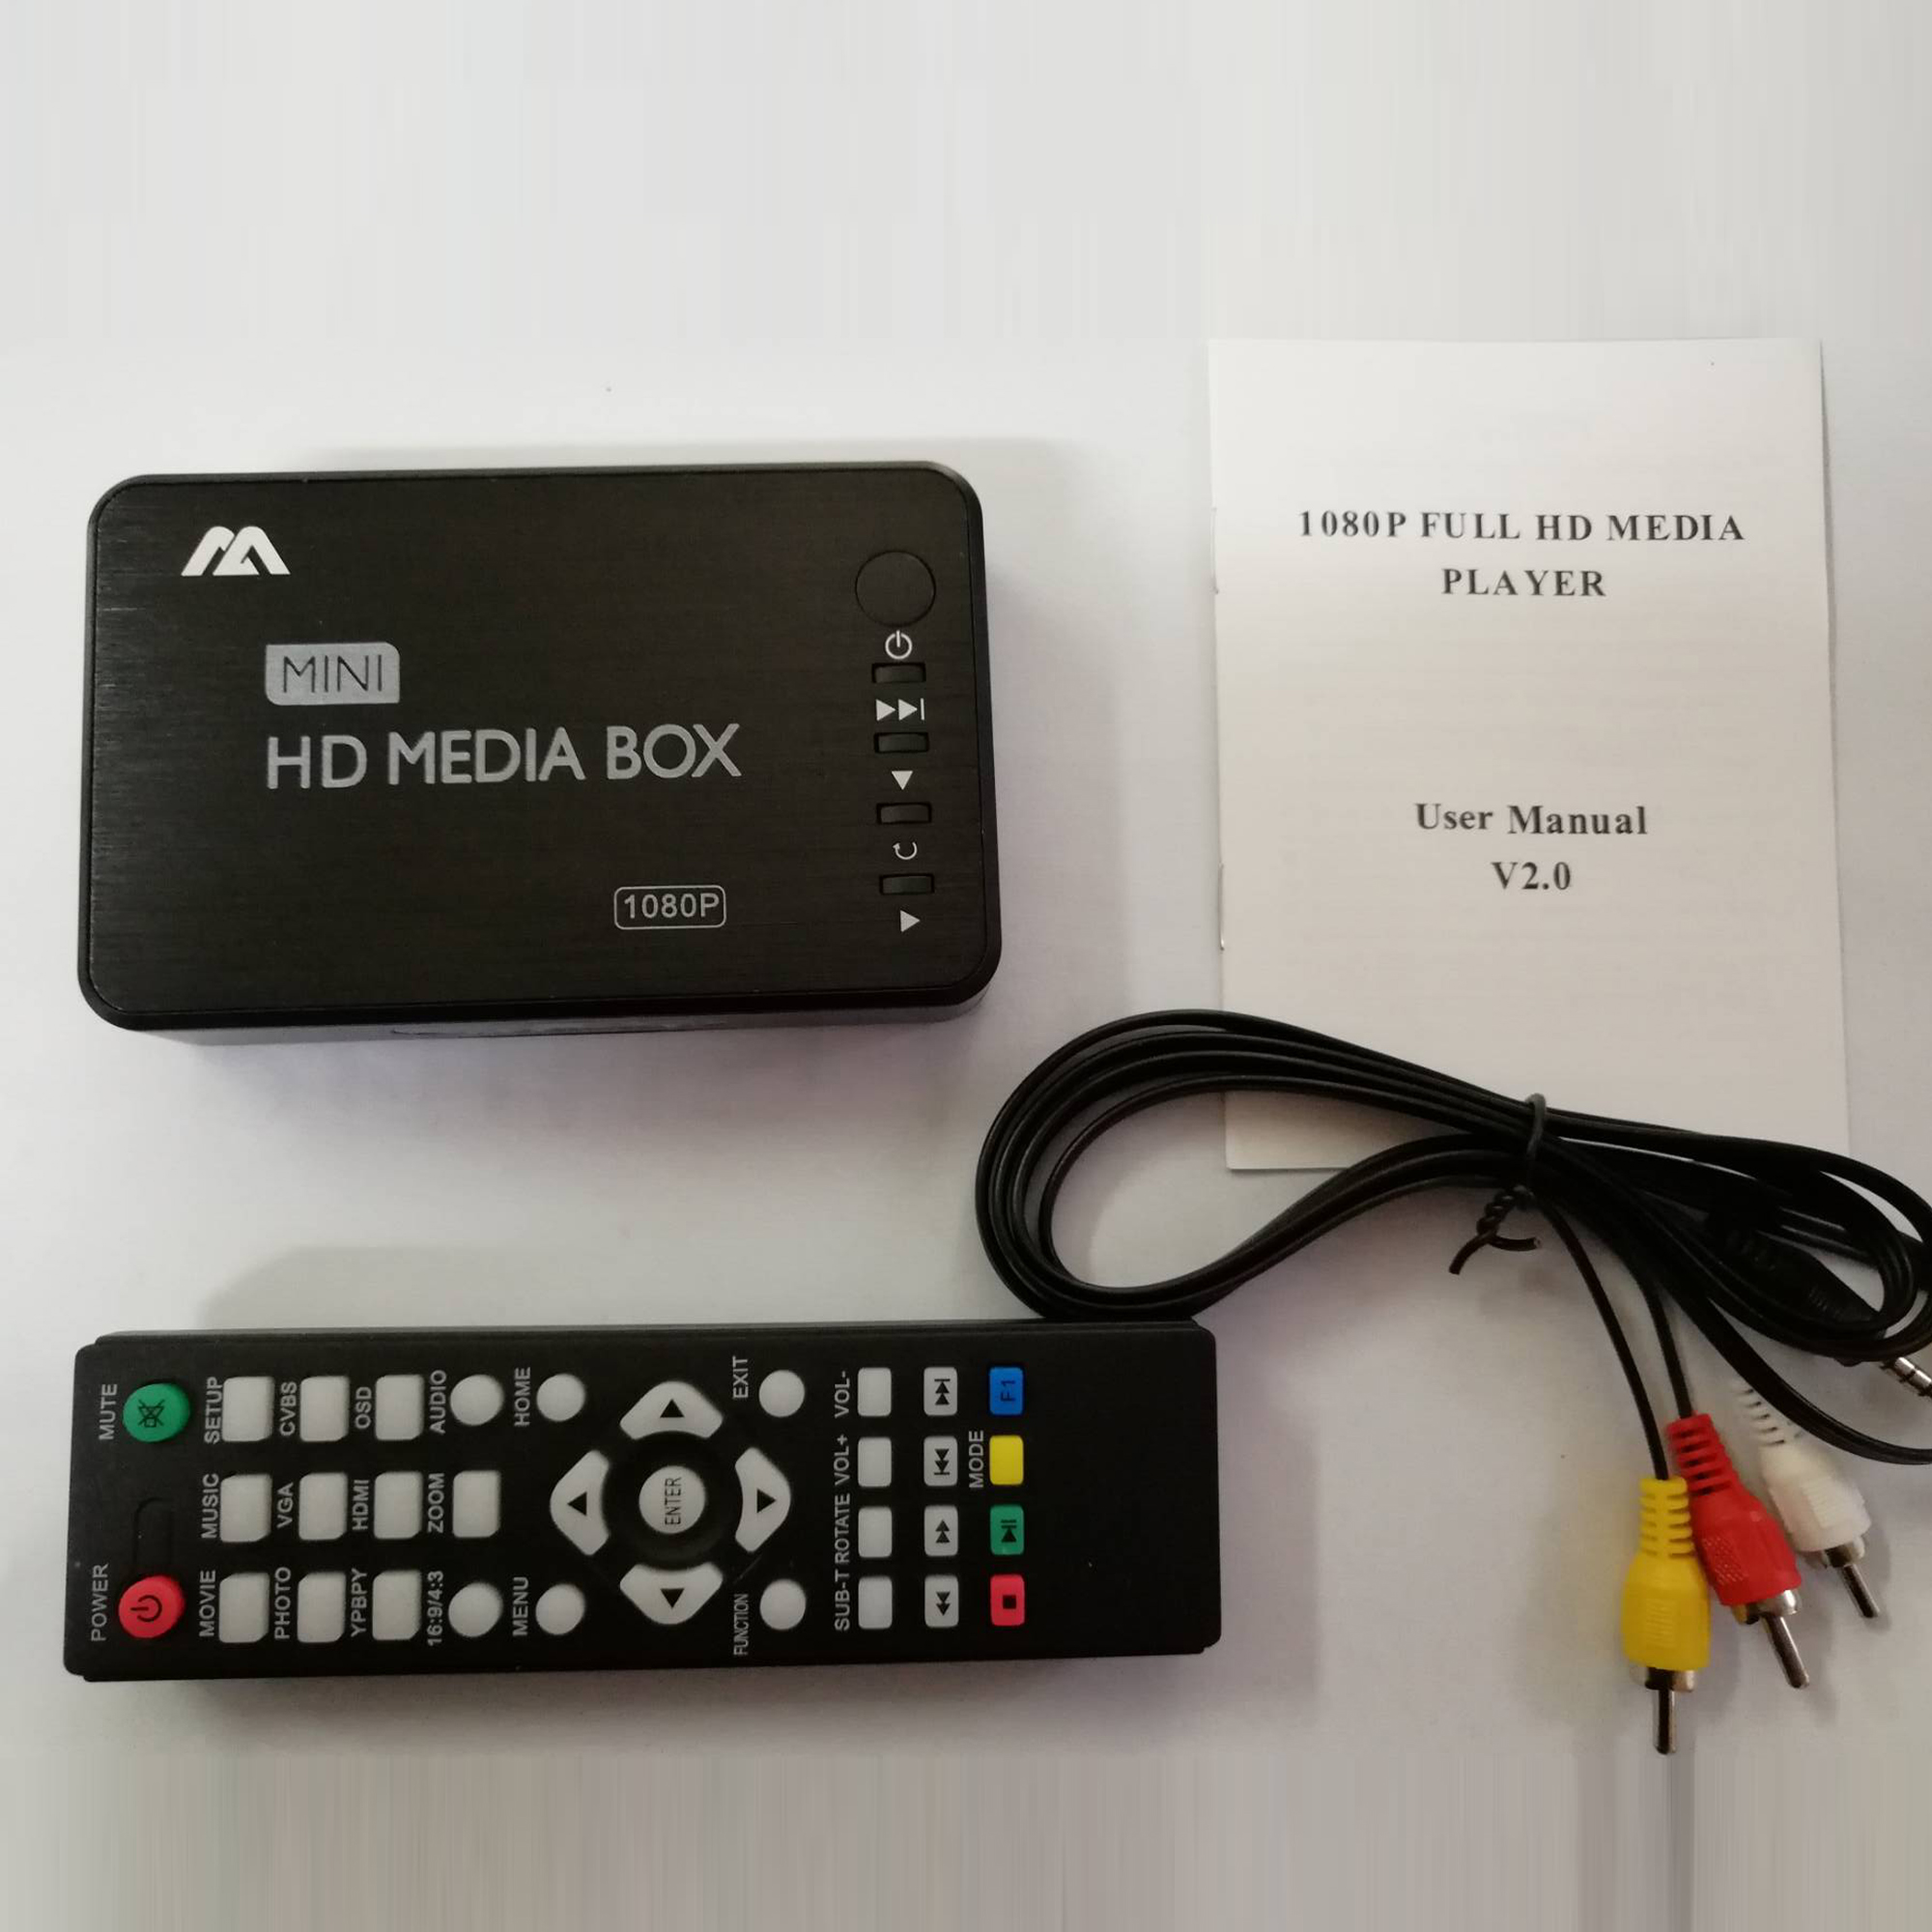 MINI
HD MEDIA BOX
1080P
1080P FULL HD MEDIA
PLAYER
User Manual
V2.0
POWER
MUTE
MOVIE MUSIC SETUP
PHOTO VGA CVBS
YPBPY HDMI OSD
16:9/4:3 ZOOM AUDIO
MENU HOME
ENTER
FUNCTION EXIT
SUB-T ROTATE VOL+ VOL-
MODE
F1